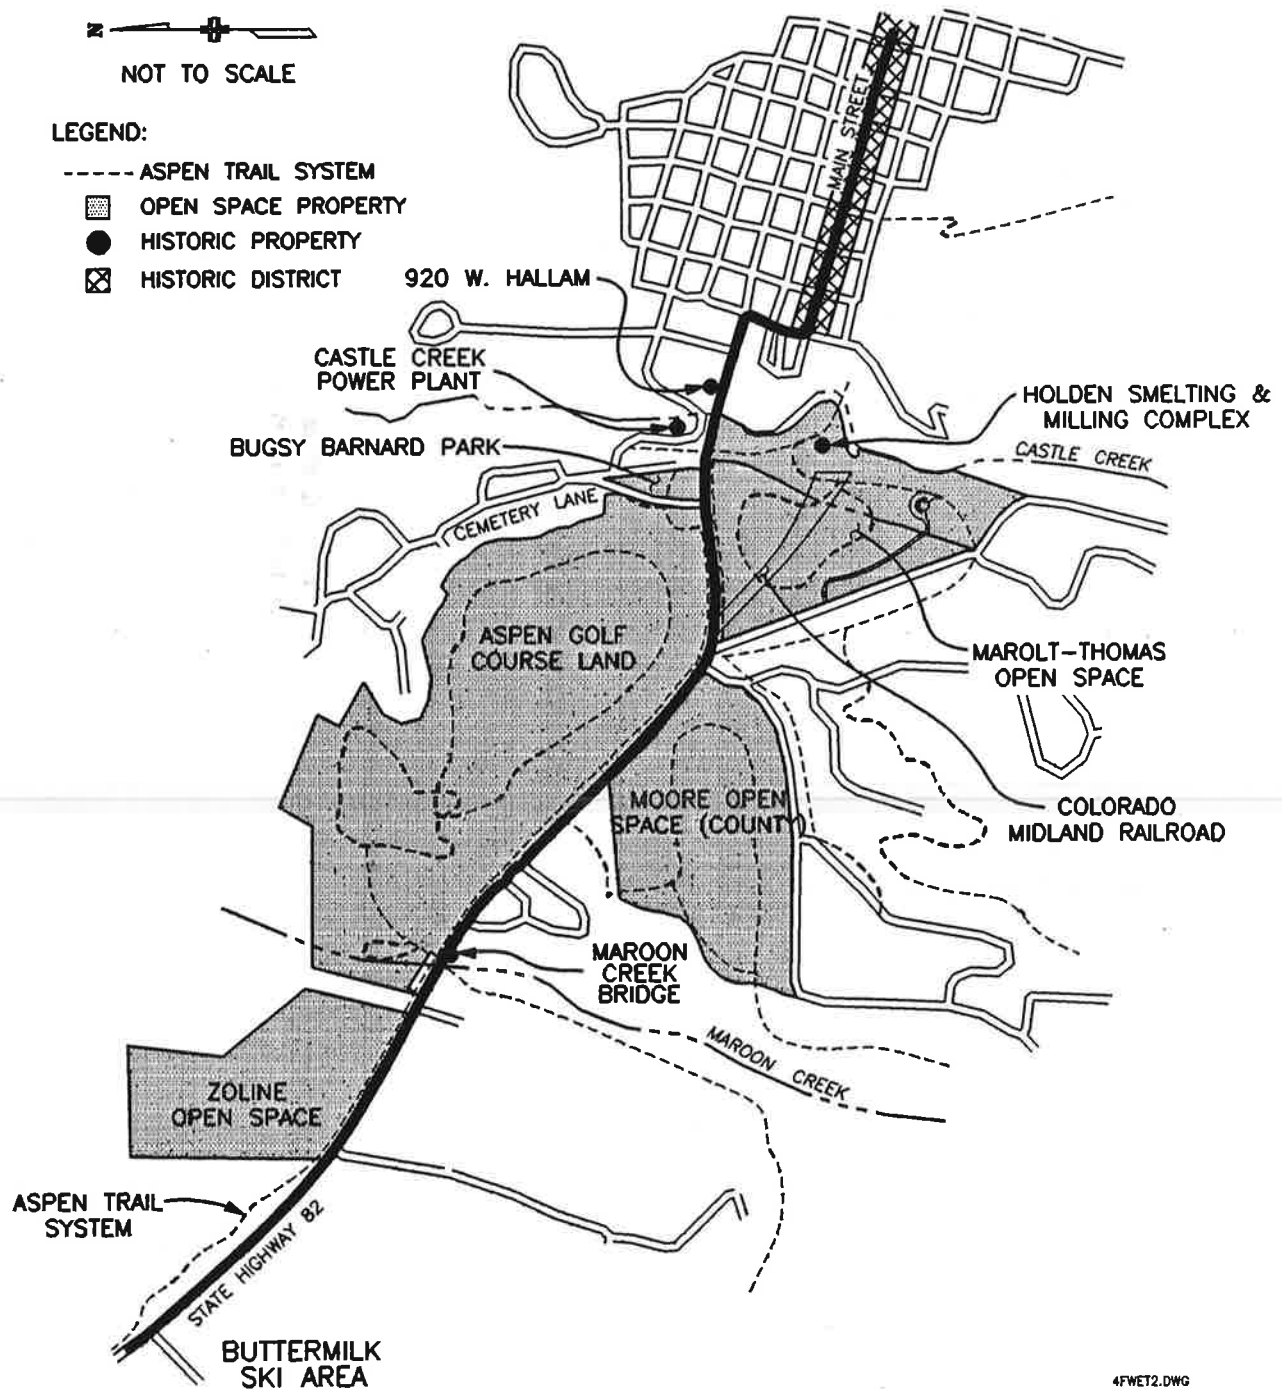 N
NOT TO SCALE
LEGEND:
ASPEN TRAIL SYSTEM
OPEN SPACE PROPERTY
HISTORIC PROPERTY
HISTORIC DISTRICT
MAIN STREET
920 W. HALLAM
CASTLE CREEK
POWER PLANT
BUGSY BARNARD PARK
HOLDEN SMELTING &
MILLING COMPLEX
CASTLE CREEK
CEMETERY LANE
ASPEN GOLF
COURSE LAND
MAROLT-THOMAS
OPEN SPACE
MOORE OPEN
SPACE (COUNTY)
COLORADO
MIDLAND RAILROAD
MAROON
CREEK
BRIDGE
MAROON CREEK
ZOLINE
OPEN SPACE
ASPEN TRAIL
SYSTEM
STATE HIGHWAY 82
BUTTERMILK
SKI AREA
4FWET2.DWG